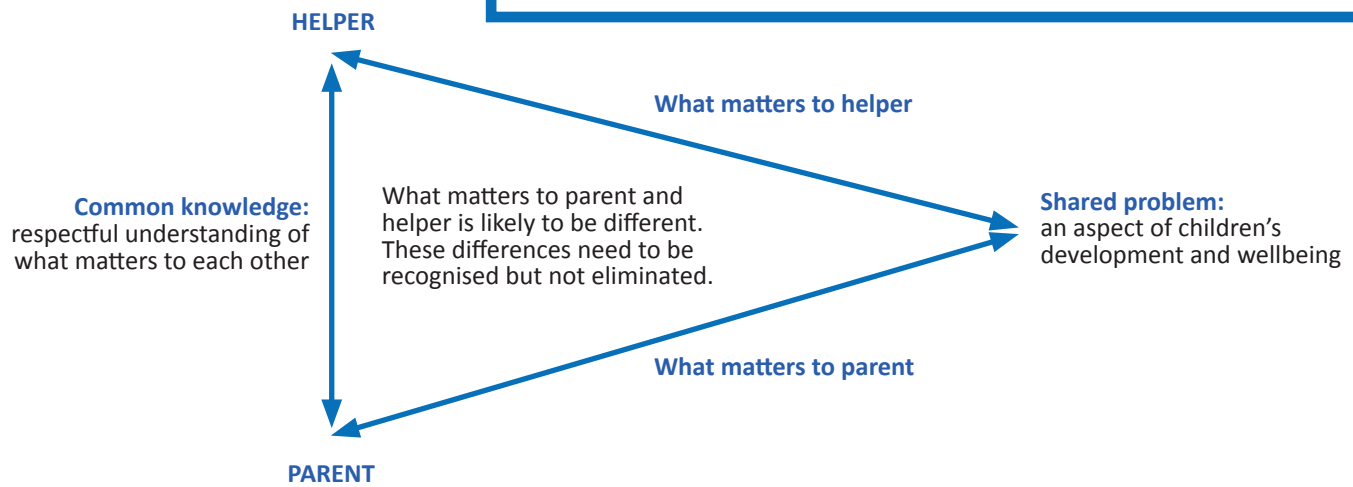 HELPER
What matters to helper
Common knowledge:
respectful understanding of
what matters to each other
What matters to parent and
helper is likely to be different.
These differences need to be
recognised but not eliminated.
Shared problem:
an aspect of children’s
development and wellbeing
What matters to parent
PARENT